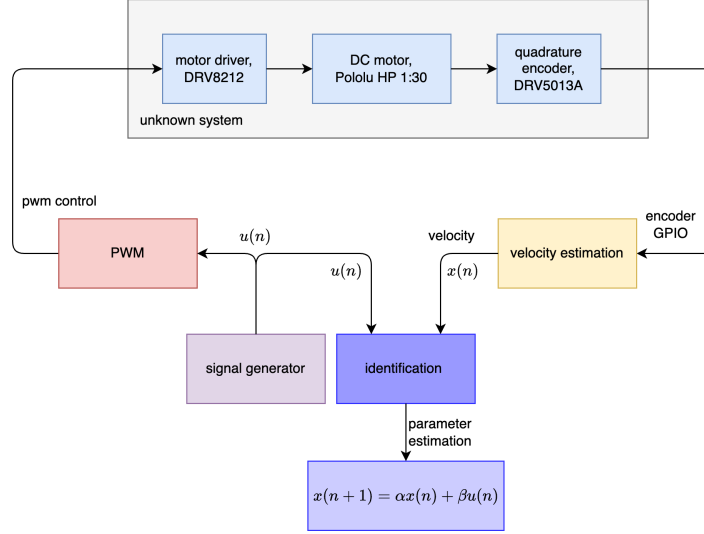 motor driver,
DRV8212
DC motor,
Pololu HP 1:30
quadrature
encoder,
DRV5013A
unknown system
pwm control
encoder
GPIO
u(n)
velocity
PWM
velocity estimation
u(n)
x(n)
signal generator
identification
parameter
estimation
x(n + 1) = αx(n) + βu(n)